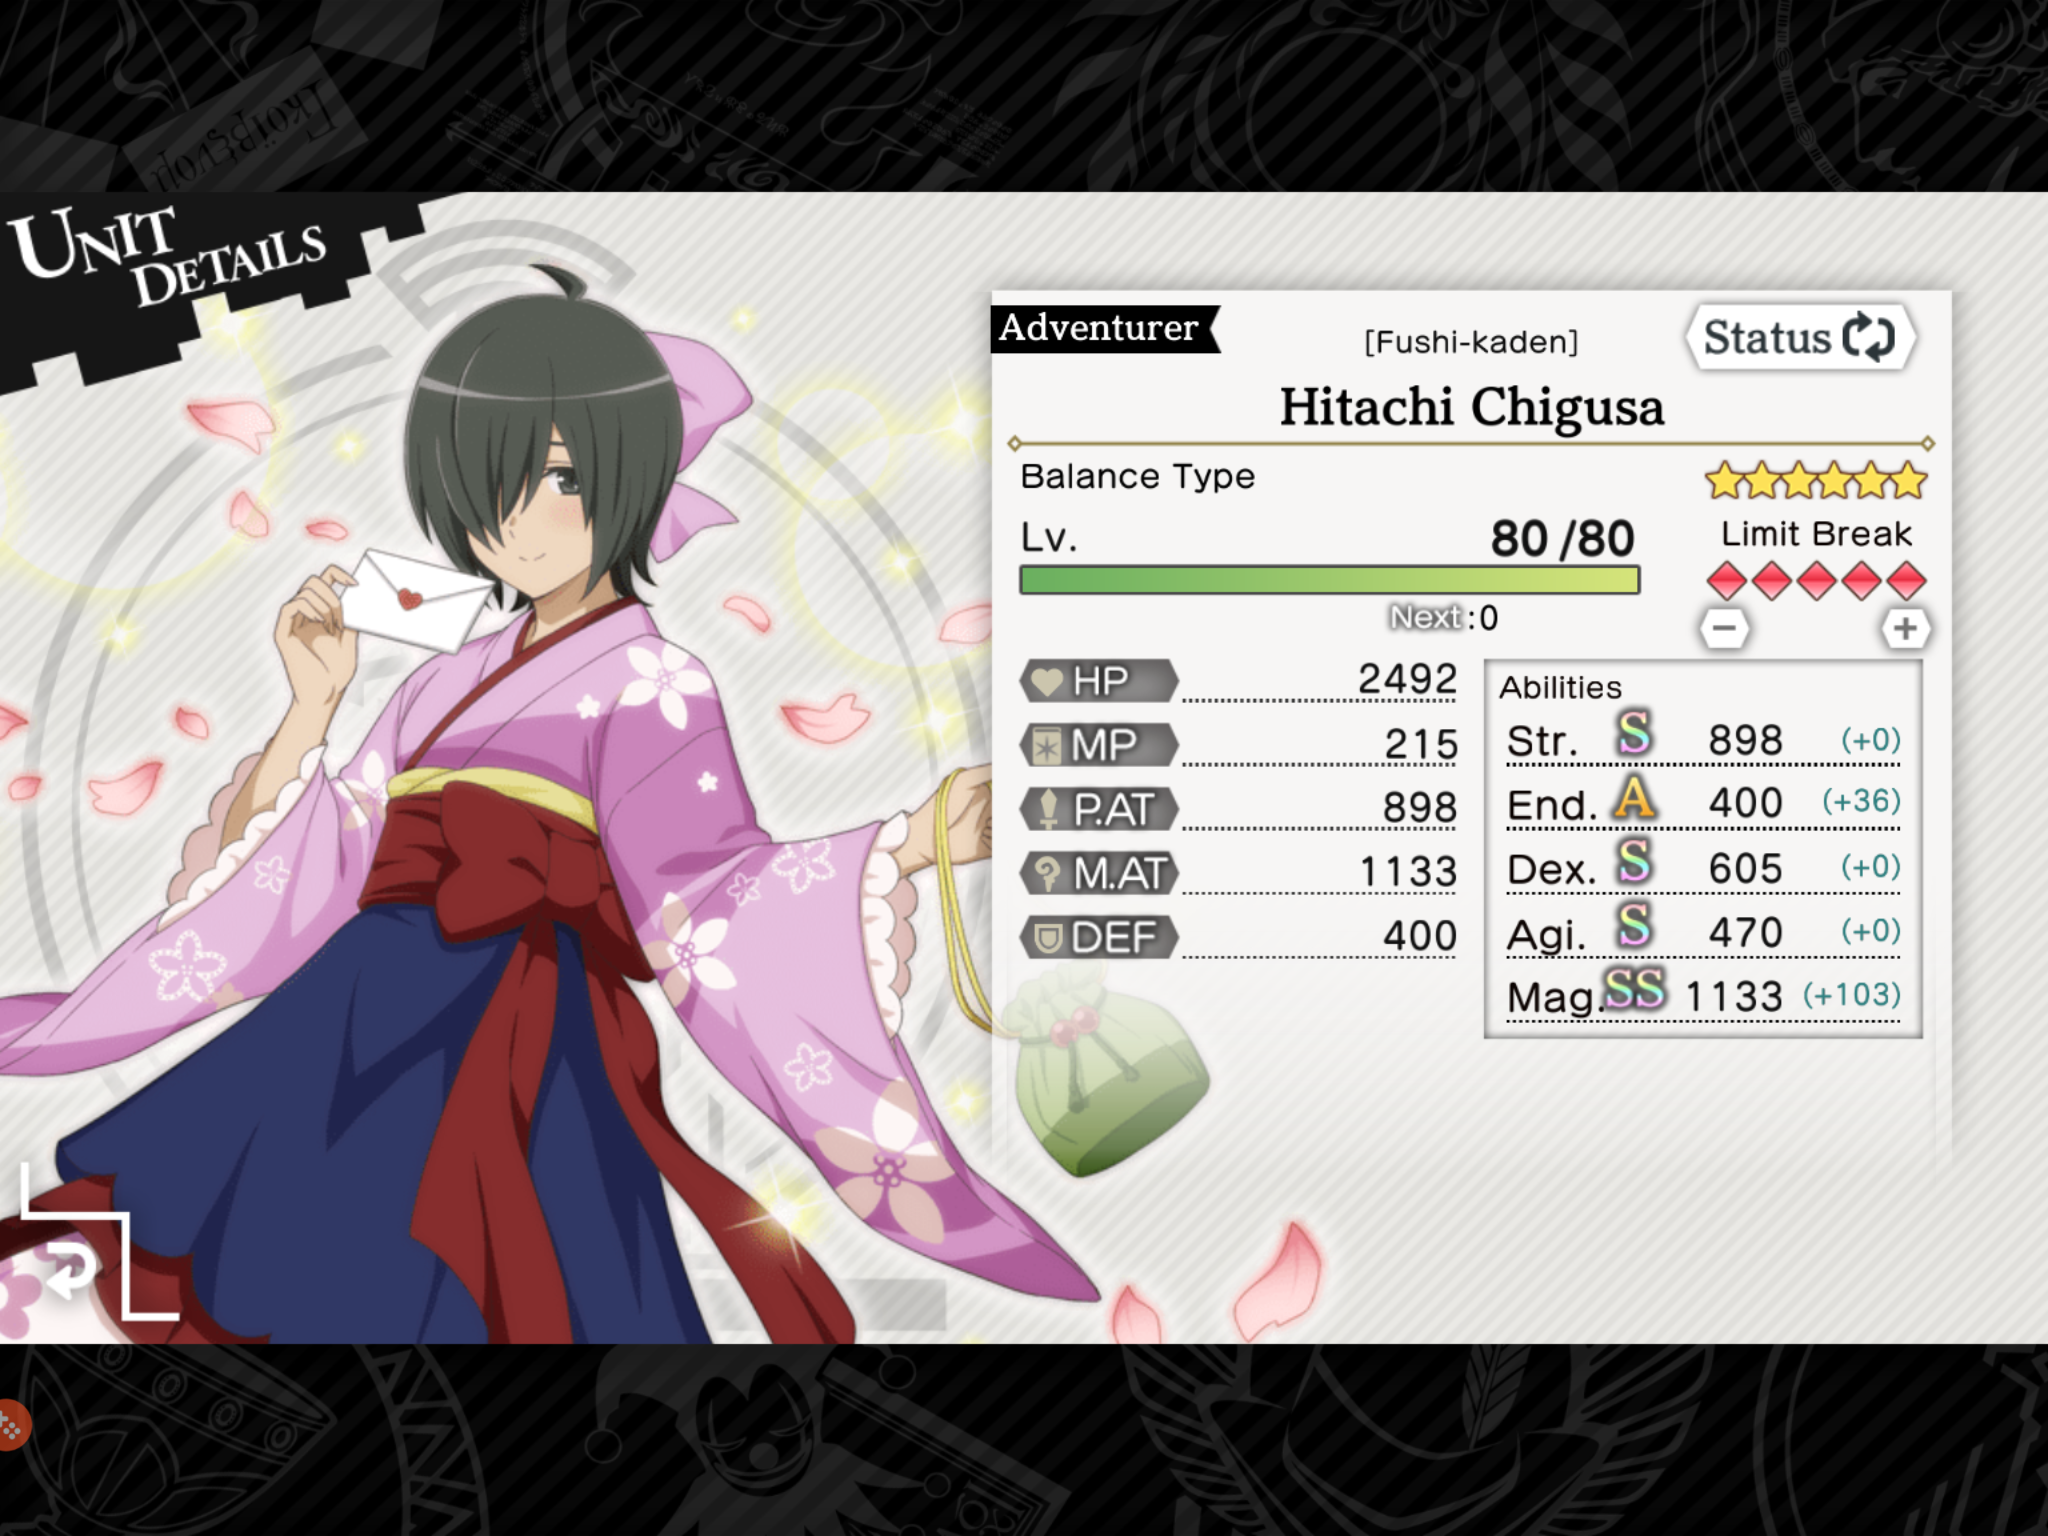 UNIT
DETAILS
Adventurer
[Fushi-kaden]
Status
Hitachi Chigusa
Balance Type
Lv. 80 /80
Limit Break
Next:0
HP 2492
MP 215
P.AT 898
M.AT 1133
DEF 400
Abilities
Str. S 898 (+0)
End. A 400 (+36)
Dex. S 605 (+0)
Agi. S 470 (+0)
Mag. SS 1133 (+103)